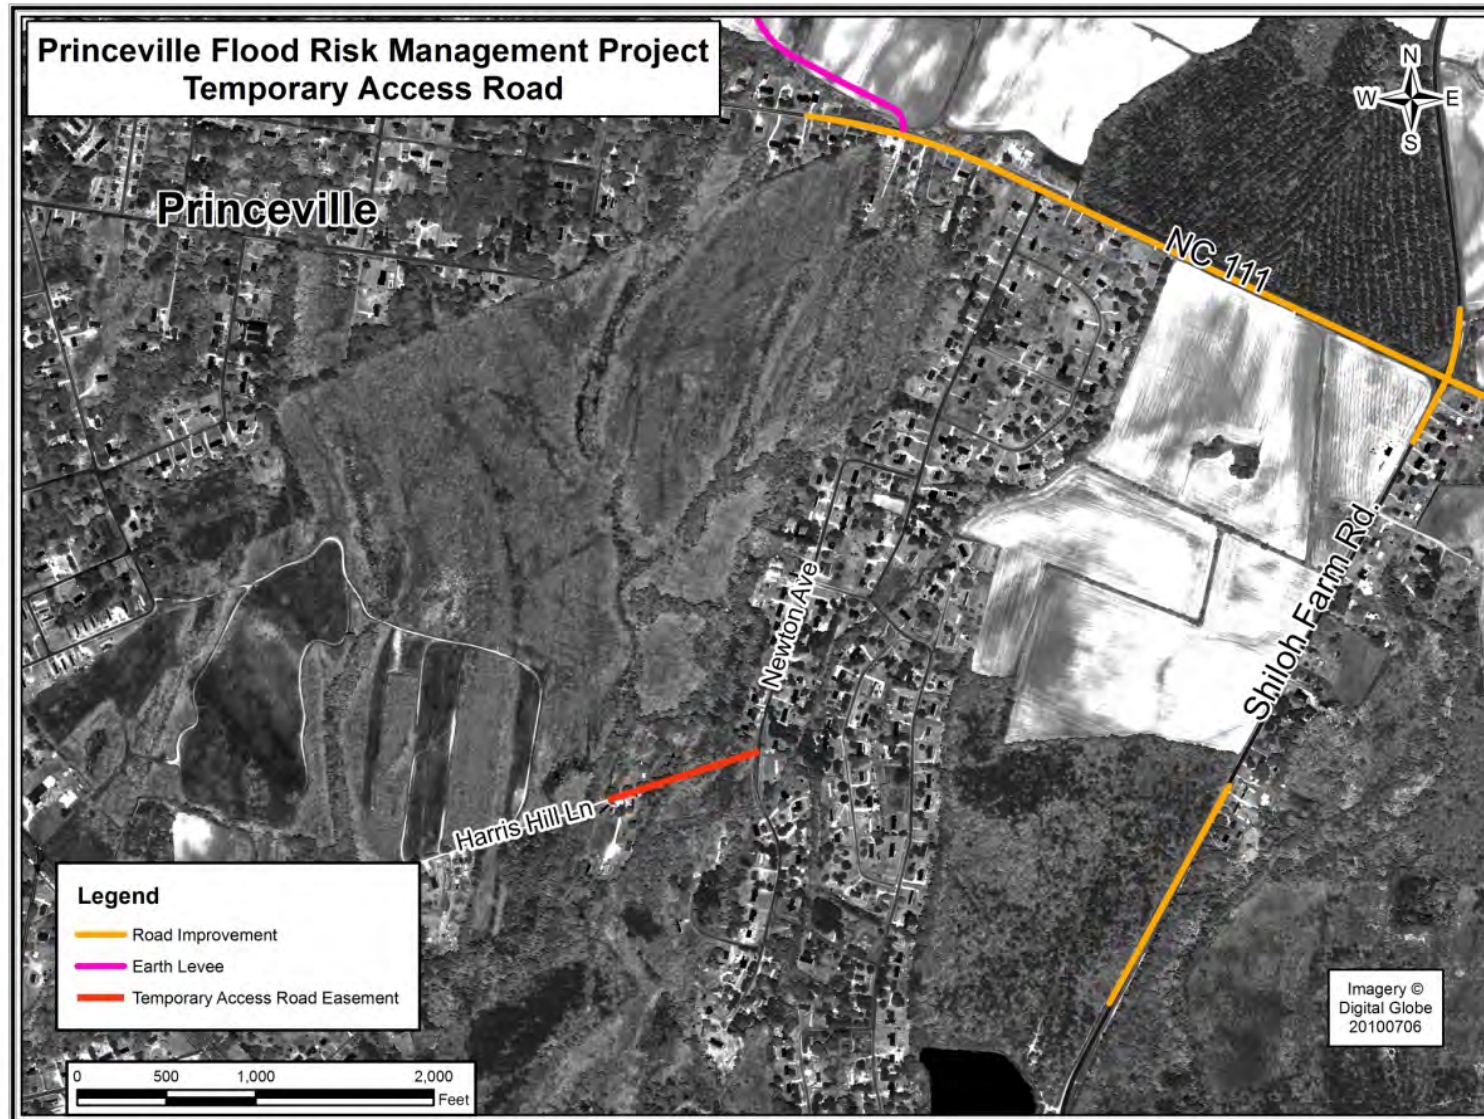 Princeville Flood Risk Management Project
Temporary Access Road
N
W
E
S
Princeville
NC 111
Newton Ave
Shiloh Farm Rd.
Harris Hill Ln
Legend
Road Improvement
Earth Levee
Temporary Access Road Easement
Imagery ©
Digital Globe
20100706
0 500 1,000 2,000
Feet